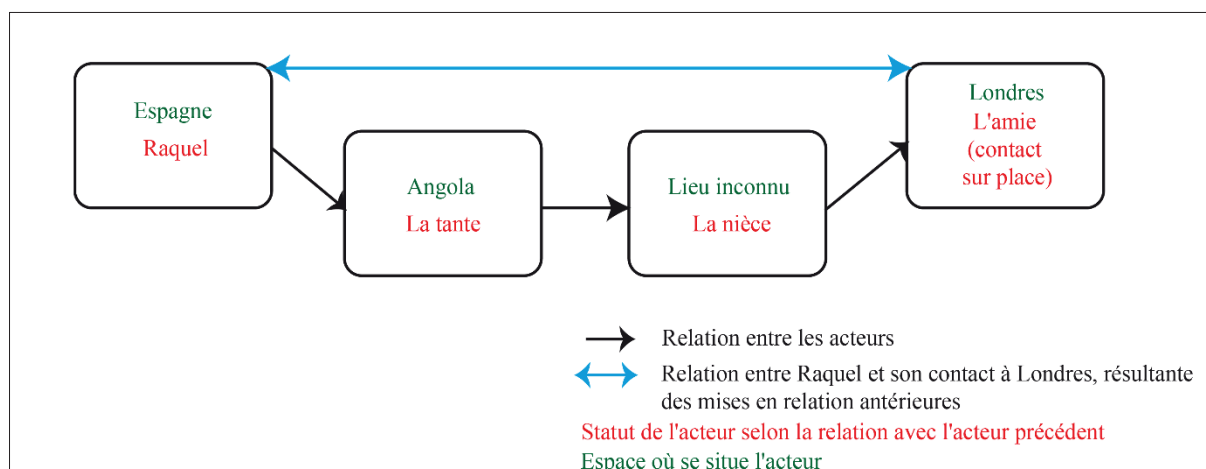 Espagne
Raquel
Angola
La tante
Lieu inconnu
La nièce
Londres
L'amie
(contact
sur place)
Relation entre les acteurs
Relation entre Raquel et son contact à Londres, résultante
des mises en relation antérieures
Statut de l'acteur selon la relation avec l'acteur précédent
Espace où se situe l'acteur